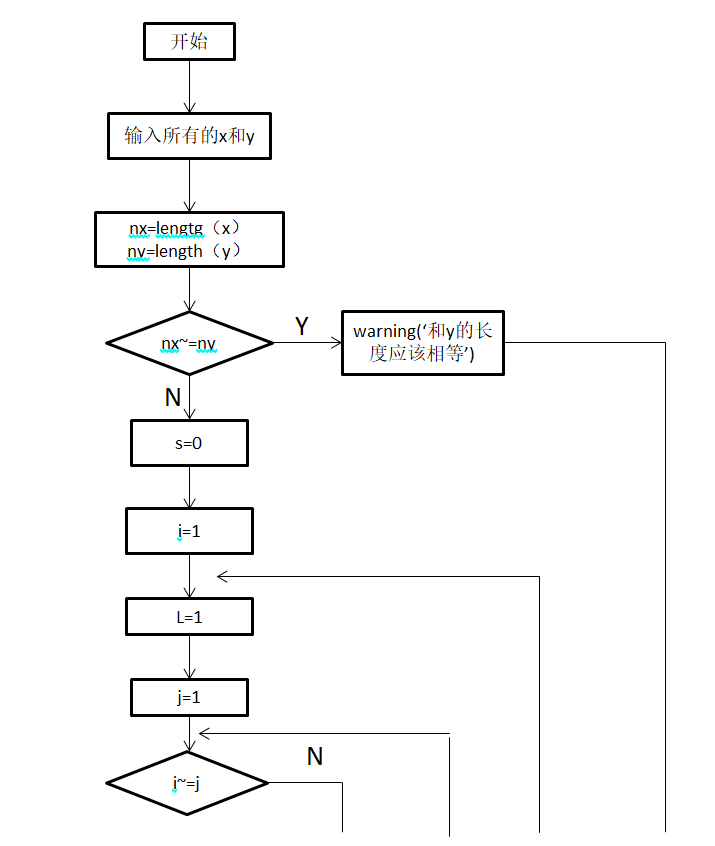 开始
输入所有的x和y
nx=lengtg（x）
ny=length（y）
nx~=ny
Y
warning(‘和y的长
度应该相等’)
N
s=0
i=1
L=1
j=1
N
i~=j